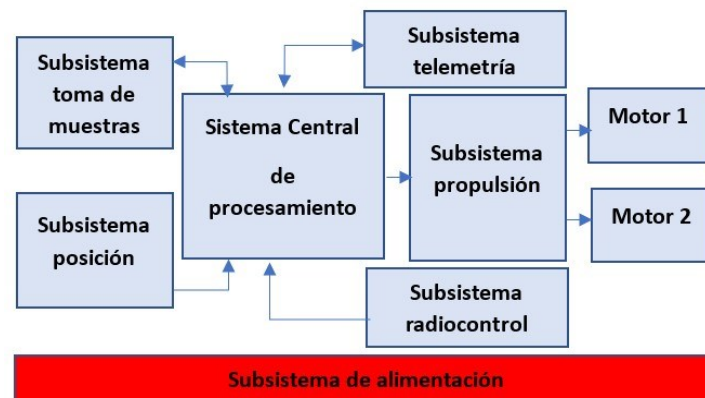 Subsistema
toma de
muestras
Subsistema
telemetría
Sistema Central
de
procesamiento
Subsistema
propulsión
Motor 1
Motor 2
Subsistema
posición
Subsistema
radiocontrol
Subsistema de alimentación